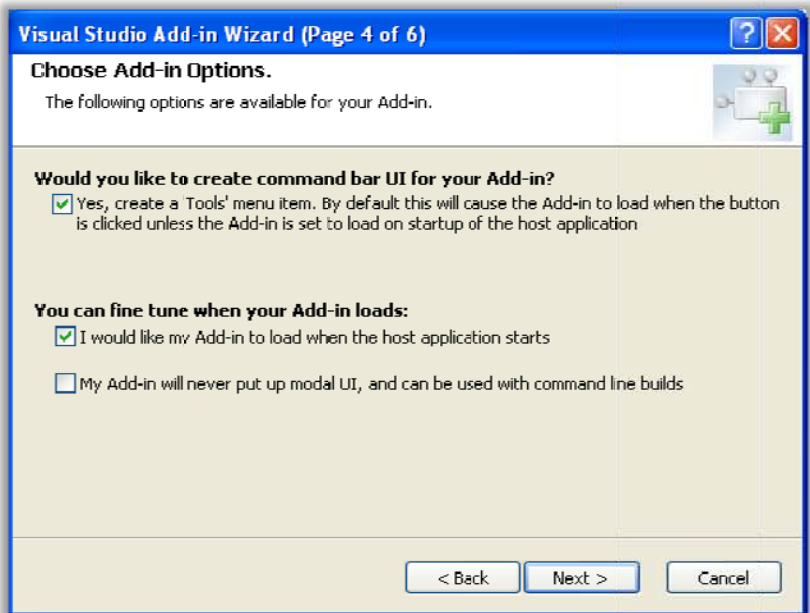 Visual Studio Add-in Wizard (Page 4 of 6)
?
Choose Add-in Options.
The following options are available for your Add-in.
Would you like to create command bar UI for your Add-in?
Yes, create a 'Tools' menu item. By default this will cause the Add-in to load when the button
is clicked unless the Add-in is set to load on startup of the host application
You can fine tune when your Add-in loads:
I would like my Add-in to load when the host application starts
My Add-in will never put up modal UI, and can be used with command line builds
< Back Next > Cancel